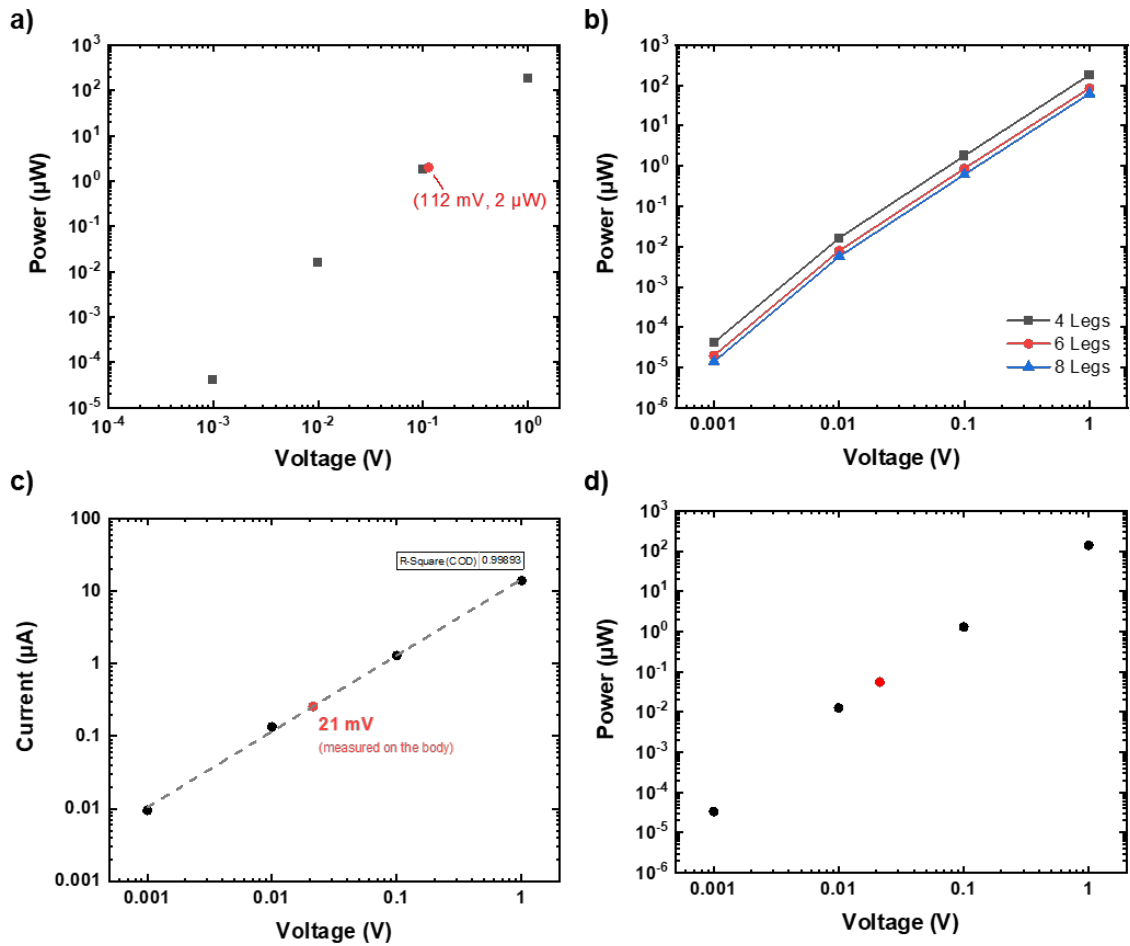 a)
10³
10²
10¹
10⁰
10⁻¹
10⁻²
10⁻³
10⁻⁴
10⁻⁵
Power (µW)
(112 mV, 2 µW)
10⁻⁴ 10⁻³ 10⁻² 10⁻¹ 10⁰
Voltage (V)
b)
10³
10²
10¹
10⁰
10⁻¹
10⁻²
10⁻³
10⁻⁴
10⁻⁵
10⁻⁶
Power (µW)
4 Legs
6 Legs
8 Legs
0.001 0.01 0.1 1
Voltage (V)
c)
100
10
1
0.1
0.01
0.001
Current (µA)
R-Square (COD) 0.99893
21 mV
(measured on the body)
0.001 0.01 0.1 1
Voltage (V)
d)
10³
10²
10¹
10⁰
10⁻¹
10⁻²
10⁻³
10⁻⁴
10⁻⁵
10⁻⁶
Power (µW)
0.001 0.01 0.1 1
Voltage (V)